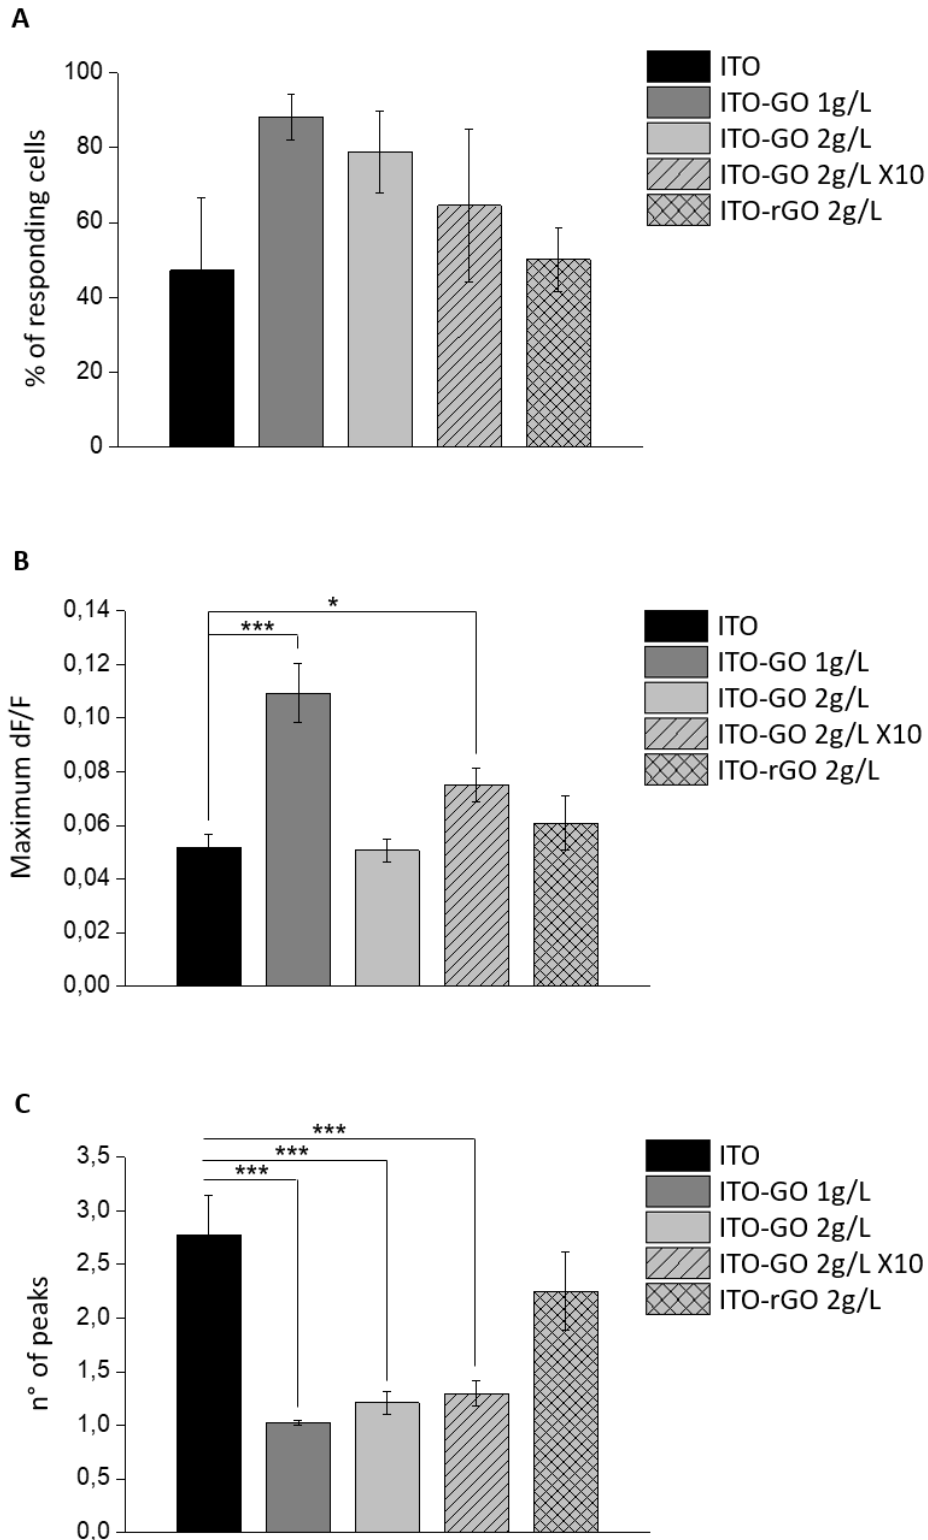 A
% of responding cells
100
80
60
40
20
0
ITO
ITO-GO 1g/L
ITO-GO 2g/L
ITO-GO 2g/L X10
ITO-rGO 2g/L
B
Maximum dF/F
0,14
0,12
0,10
0,08
0,06
0,04
0,02
0,00
*
***
ITO
ITO-GO 1g/L
ITO-GO 2g/L
ITO-GO 2g/L X10
ITO-rGO 2g/L
C
n° of peaks
3,5
3,0
2,5
2,0
1,5
1,0
0,5
0,0
***
***
***
ITO
ITO-GO 1g/L
ITO-GO 2g/L
ITO-GO 2g/L X10
ITO-rGO 2g/L